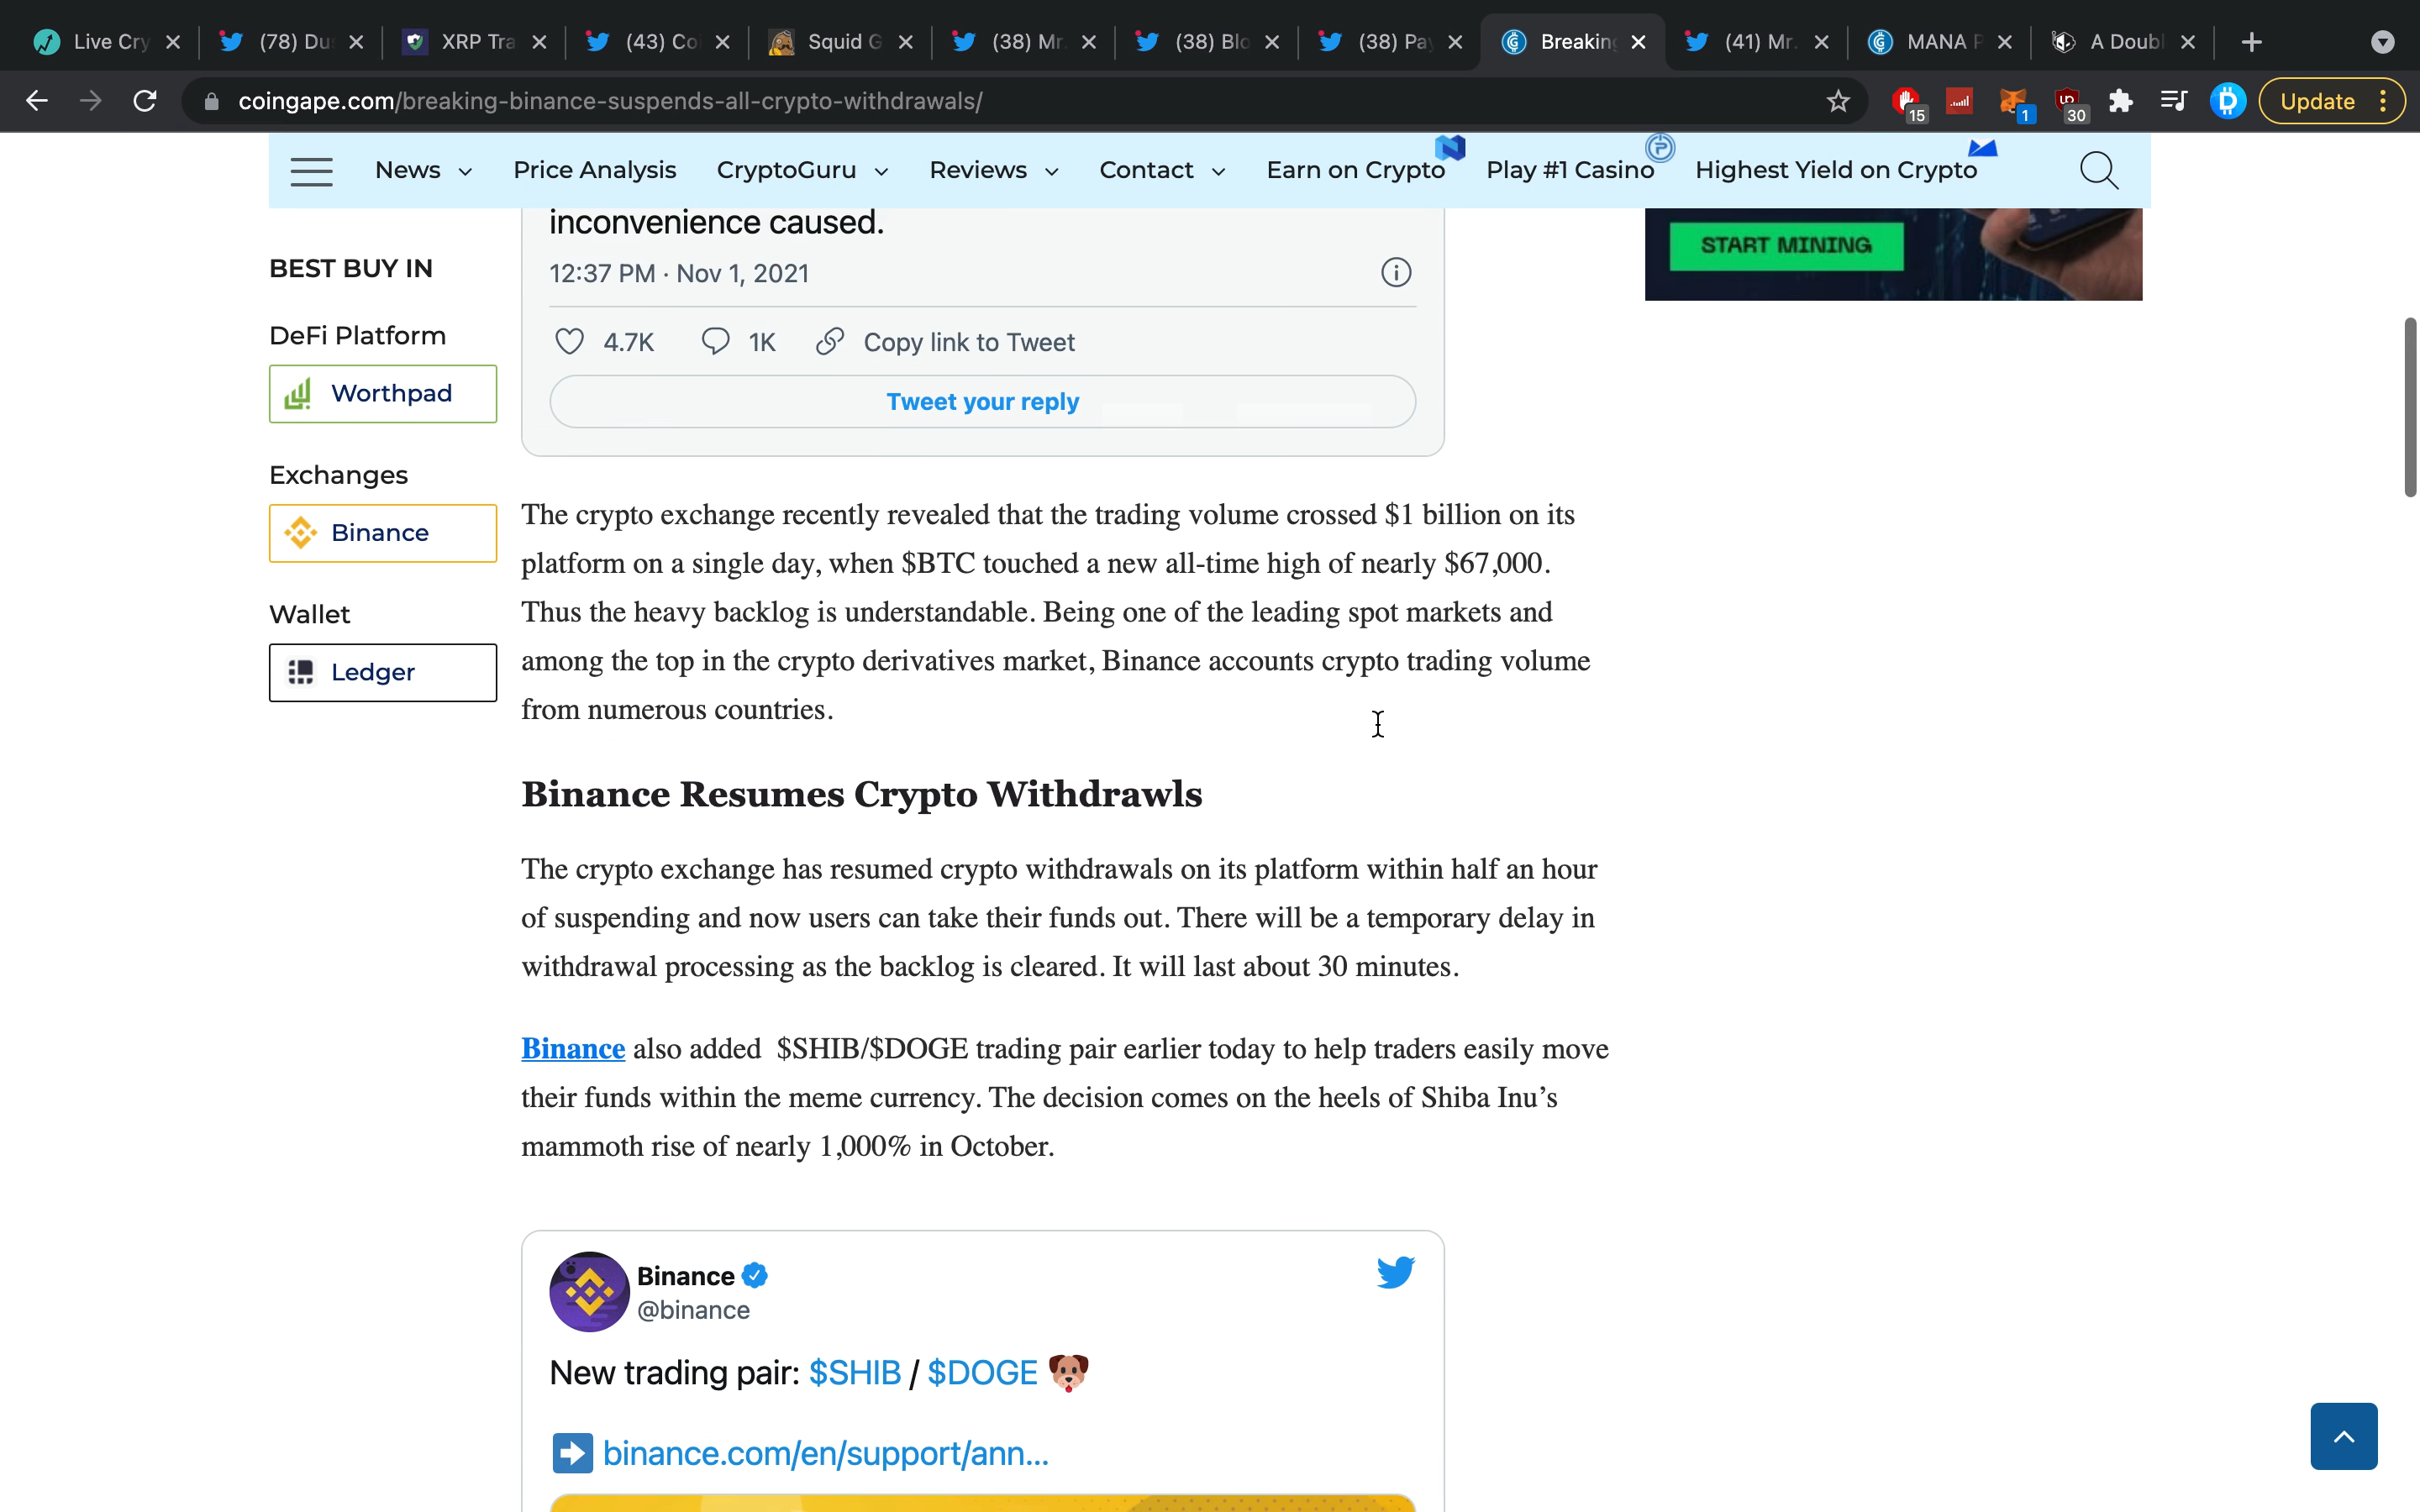 Live Cry
(78) Du
XRP Tra
(43) Co
Squid G
(38) Mr.
(38) Blo
(38) Pay
Breaking
(41) Mr.
MANA P
A Doubl
coingape.com/breaking-binance-suspends-all-crypto-withdrawals/
15
1
30
Update
News
Price Analysis
CryptoGuru
Reviews
Contact
Earn on Crypto
Play #1 Casino
Highest Yield on Crypto
BEST BUY IN
DeFi Platform
Worthpad
Exchanges
Binance
Wallet
Ledger
inconvenience caused.
12:37 PM · Nov 1, 2021
4.7K
1K
Copy link to Tweet
Tweet your reply
START MINING
The crypto exchange recently revealed that the trading volume crossed $1 billion on its
platform on a single day, when $BTC touched a new all-time high of nearly $67,000.
Thus the heavy backlog is understandable. Being one of the leading spot markets and
among the top in the crypto derivatives market, Binance accounts crypto trading volume
from numerous countries.
Binance Resumes Crypto Withdrawls
The crypto exchange has resumed crypto withdrawals on its platform within half an hour
of suspending and now users can take their funds out. There will be a temporary delay in
withdrawal processing as the backlog is cleared. It will last about 30 minutes.
Binance also added $SHIB/$DOGE trading pair earlier today to help traders easily move
their funds within the meme currency. The decision comes on the heels of Shiba Inu’s
mammoth rise of nearly 1,000% in October.
Binance
@binance
New trading pair: $SHIB / $DOGE 🐶
➡️ binance.com/en/support/ann...